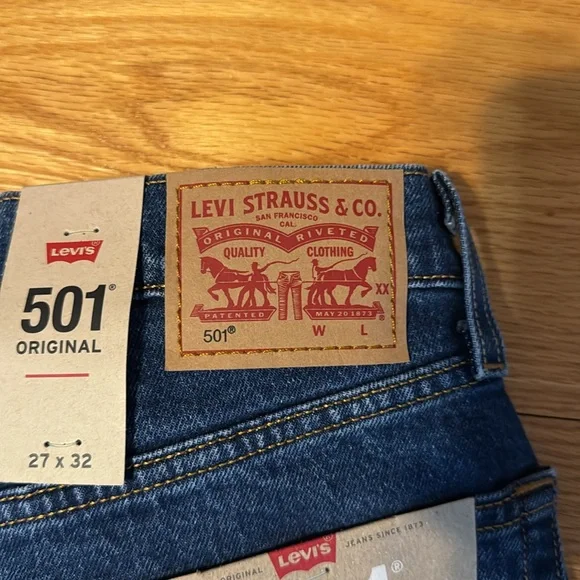 Levi's®
501®
ORIGINAL
27 x 32
LEVI STRAUSS & CO.
SAN FRANCISCO
CAL.
ORIGINAL RIVETED
QUALITY CLOTHING
XX
PATENTED MAY 20 1873 ®
501® W L
ORIGINAL Levi's® JEANS SINCE 1873
®